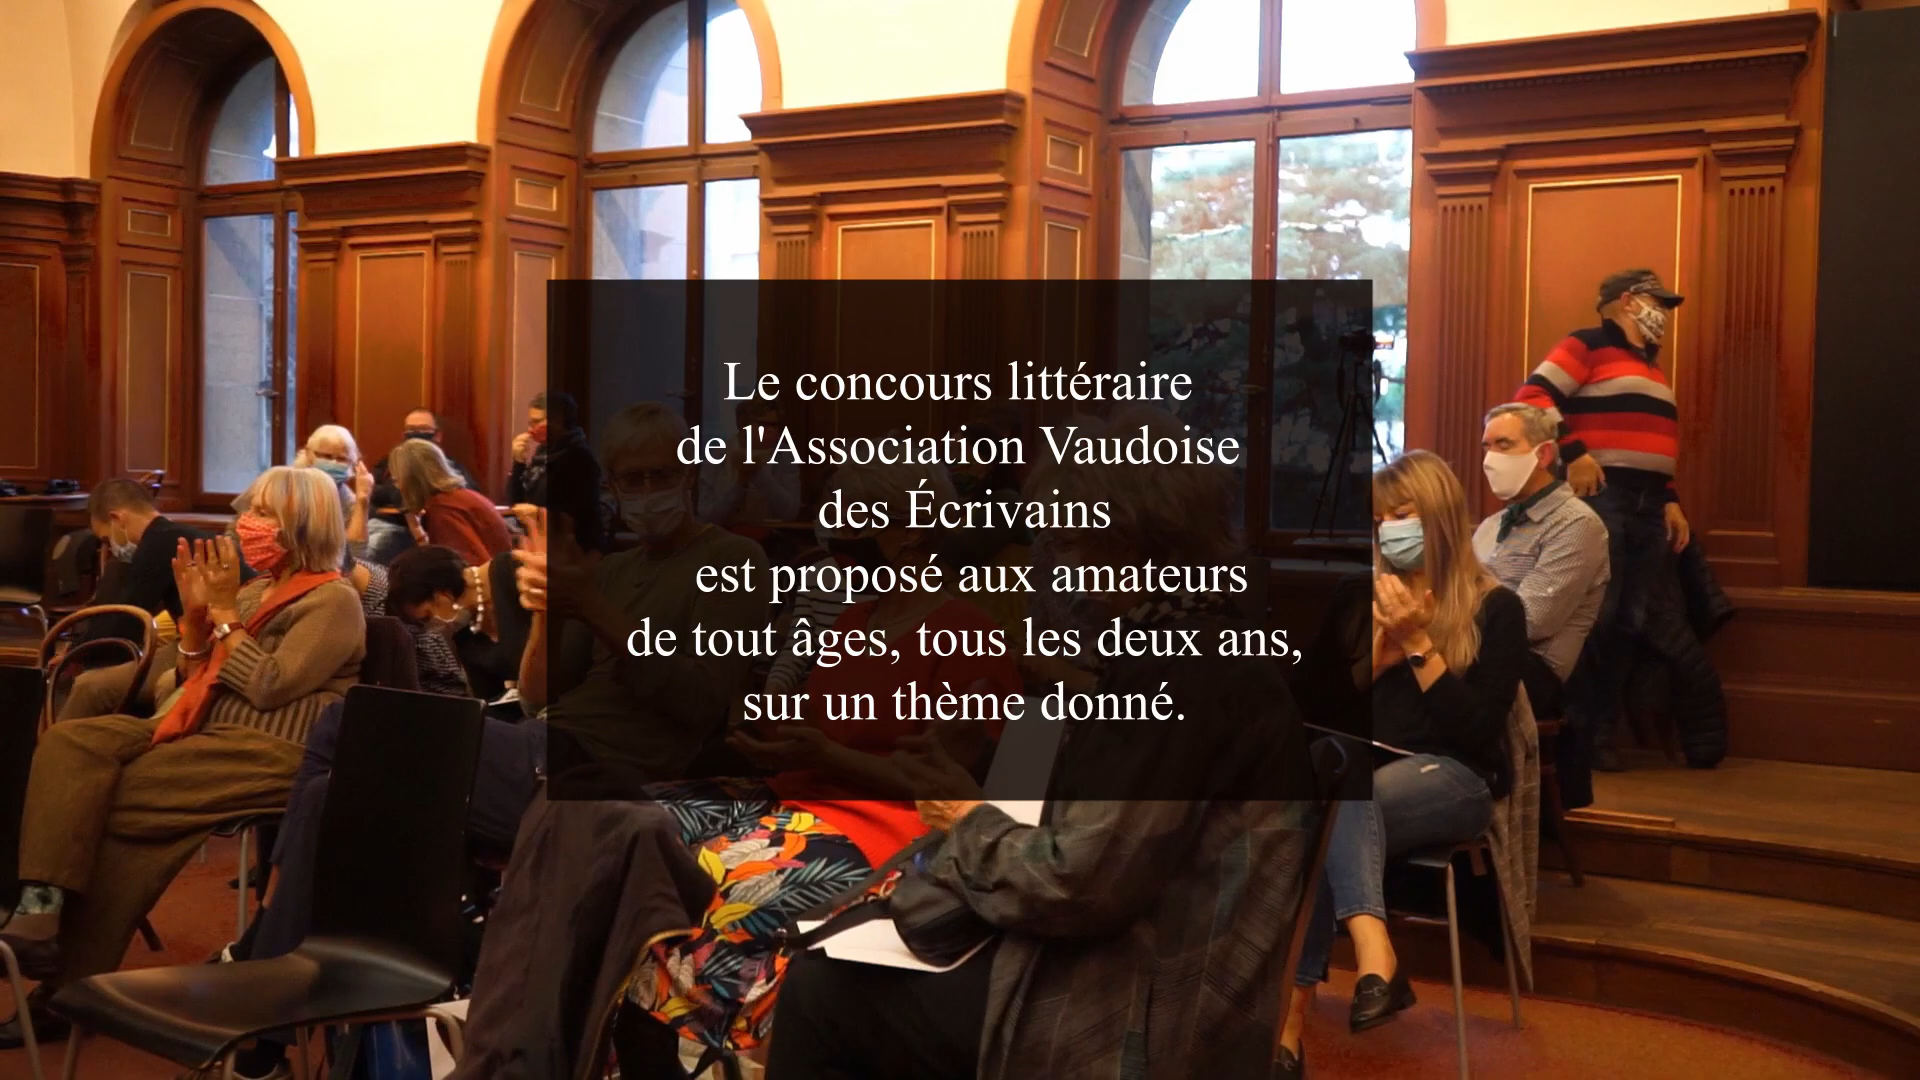 Le concours littéraire
de l'Association Vaudoise
des Écrivains
est proposé aux amateurs
de tout âges, tous les deux ans,
sur un thème donné.